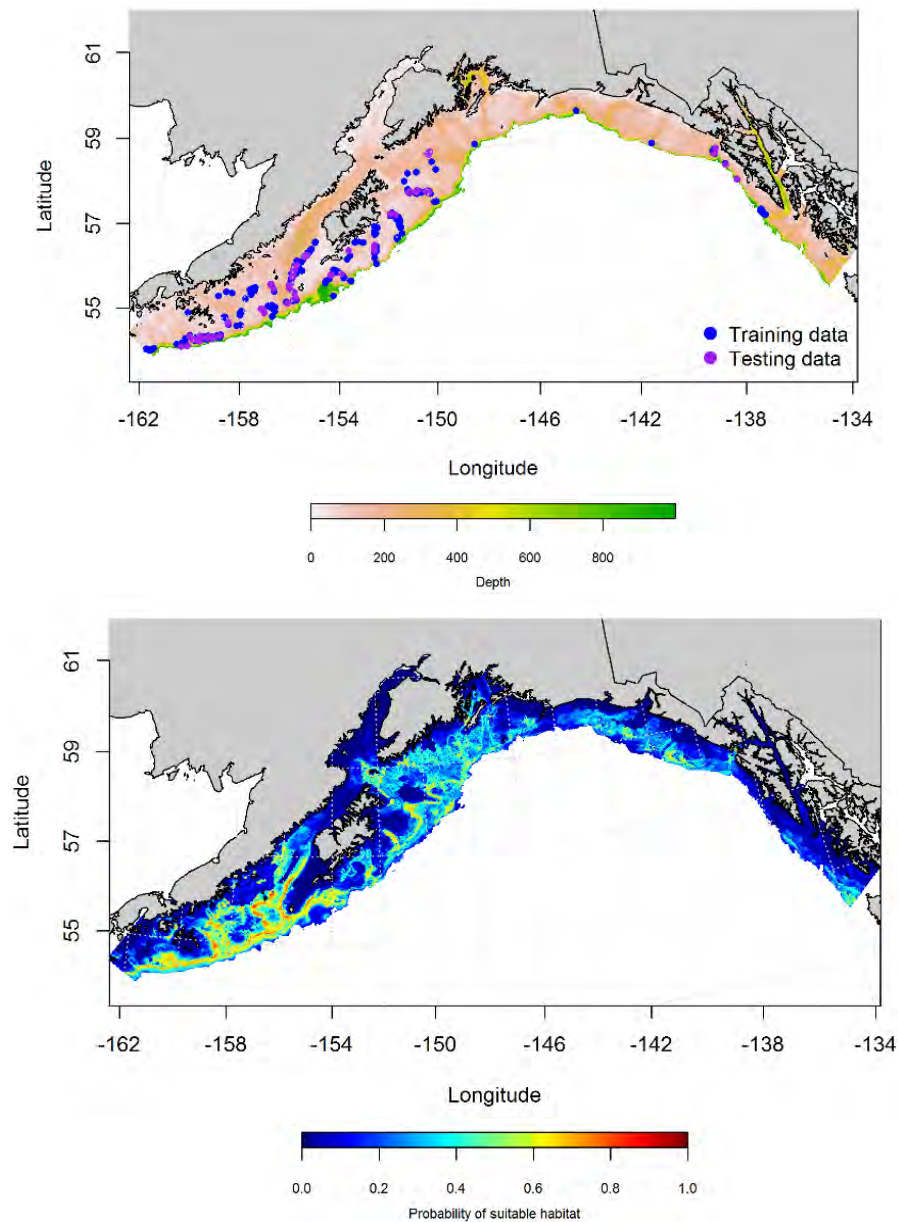 61
59
57
55
Latitude
Training data
Testing data
-162 -158 -154 -150 -146 -142 -138 -134
Longitude
0 200 400 600 800
Depth
61
59
57
55
Latitude
-162 -158 -154 -150 -146 -142 -138 -134
Longitude
0.0 0.2 0.4 0.6 0.8 1.0
Probability of suitable habitat